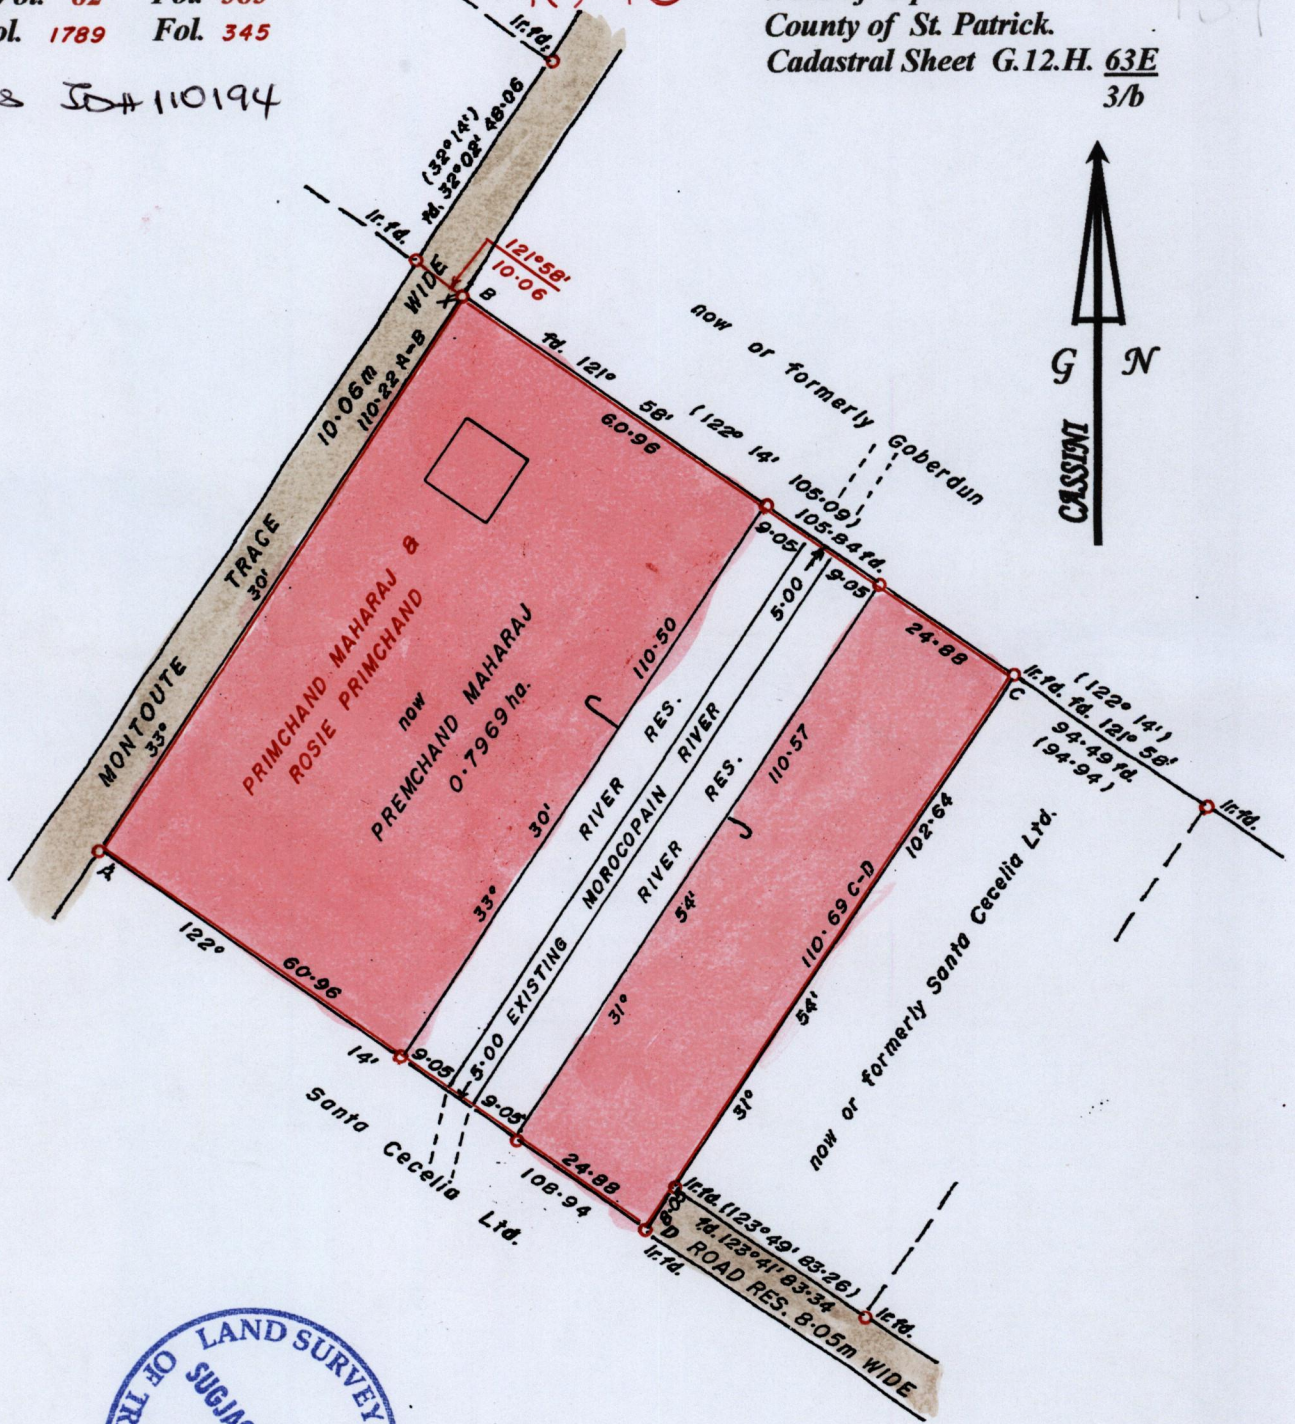 Vol. 1789 Fol. 345
JD# 110194
County of St. Patrick.
Cadastral Sheet G.12.H. 63E
3/b
G N
CASSINI
Ir.fd.
(32°14')
fd. 32°02' 48·06
Ir.fd.
121°58'
10·06
X
B
MONTOUTE TRACE 10·06m WIDE
33° 30' 110·22 A-B
fd. 121° 58' (122° 14' 105·09)
60·96
105·84 fd.
now or formerly Goberdun
9·05
5·00
9·05
24·88
Ir.fd.
C
(122° 14')
fd. 121° 58'
94·49 fd.
(94·94)
Ir.fd.
PRIMCHAND MAHARAJ &
ROSIE PRIMCHAND
now
PREMCHAND MAHARAJ
0·7969 ha.
33° 30' 110·50
RIVER RES.
5·00 EXISTING MOROCOPAIN RIVER
RIVER RES.
31° 54' 110·57
102·64
31° 54' 110·69 C-D
now or formerly Santa Cecelia Ltd.
A
122° 14'
60·96
9·05
9·05
24·88
108·94
Santa Cecelia Ltd.
8·05
D
Ir.fd.
Ir.fd. (123°49' 83·26)
fd. 123°41' 83·34
Ir.fd.
ROAD RES. 8·05m WIDE
LAND SURVEY
OF TR